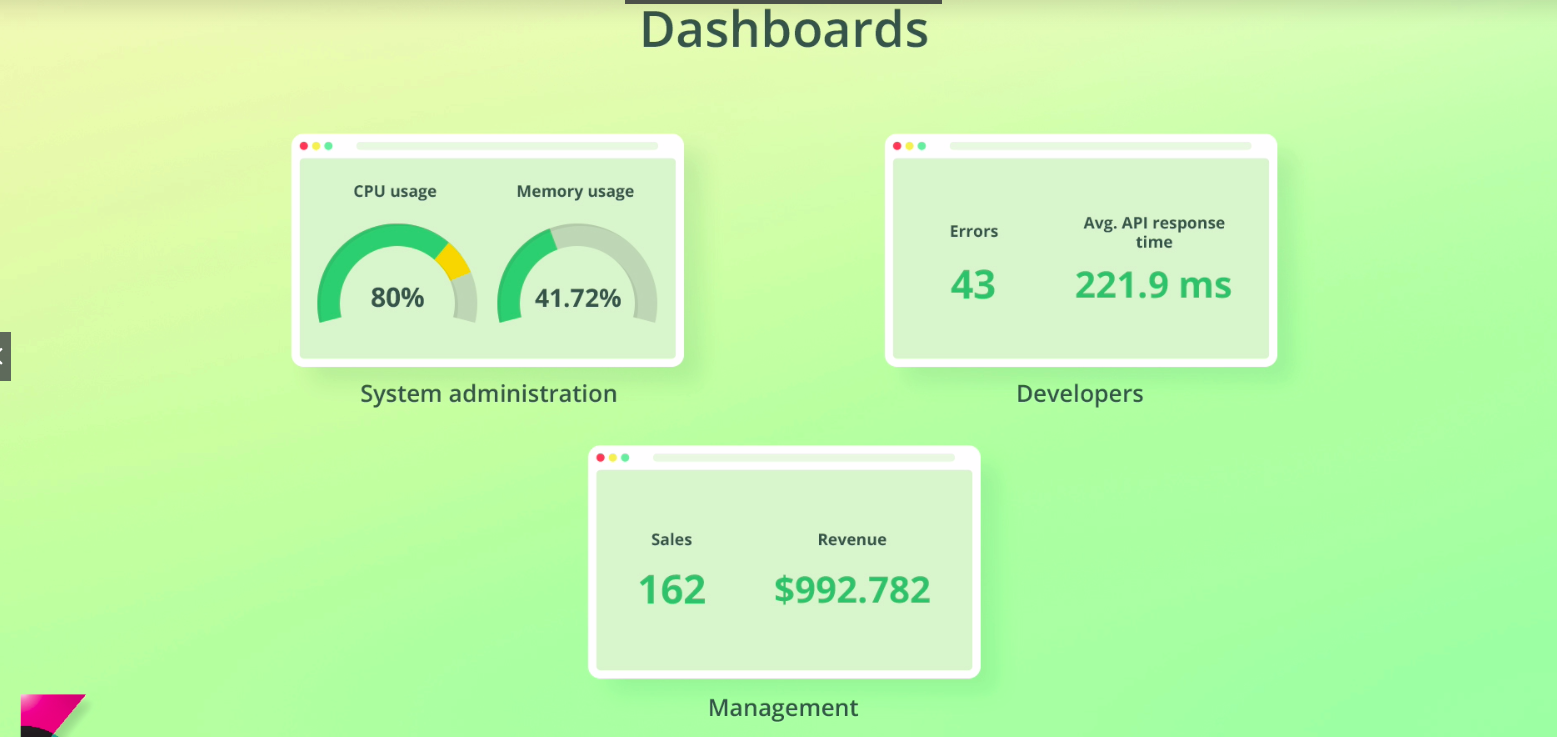 Dashboards
CPU usage
Memory usage
80%
41.72%
System administration
Errors
Avg. API response
time
43
221.9 ms
Developers
Sales
Revenue
162
$992.782
Management